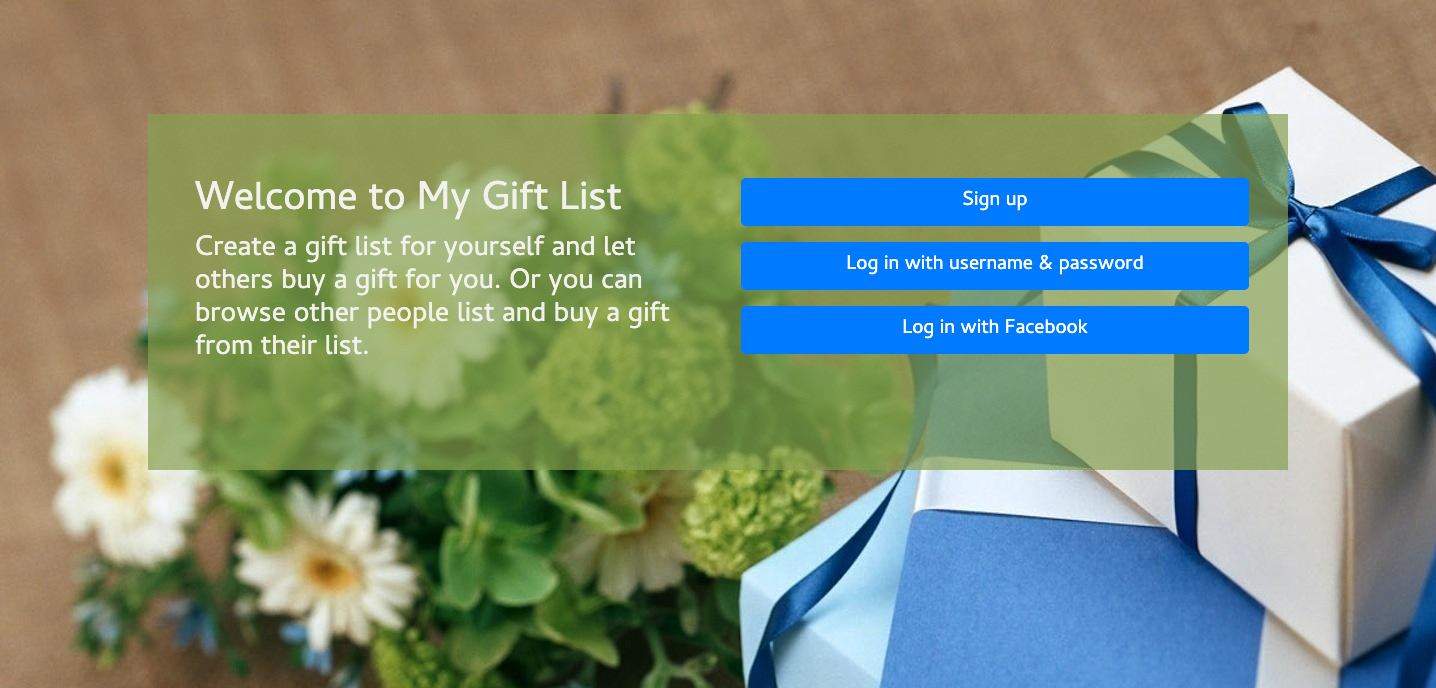 Welcome to My Gift List
Create a gift list for yourself and let
others buy a gift for you. Or you can
browse other people list and buy a gift
from their list.
Sign up
Log in with username & password
Log in with Facebook